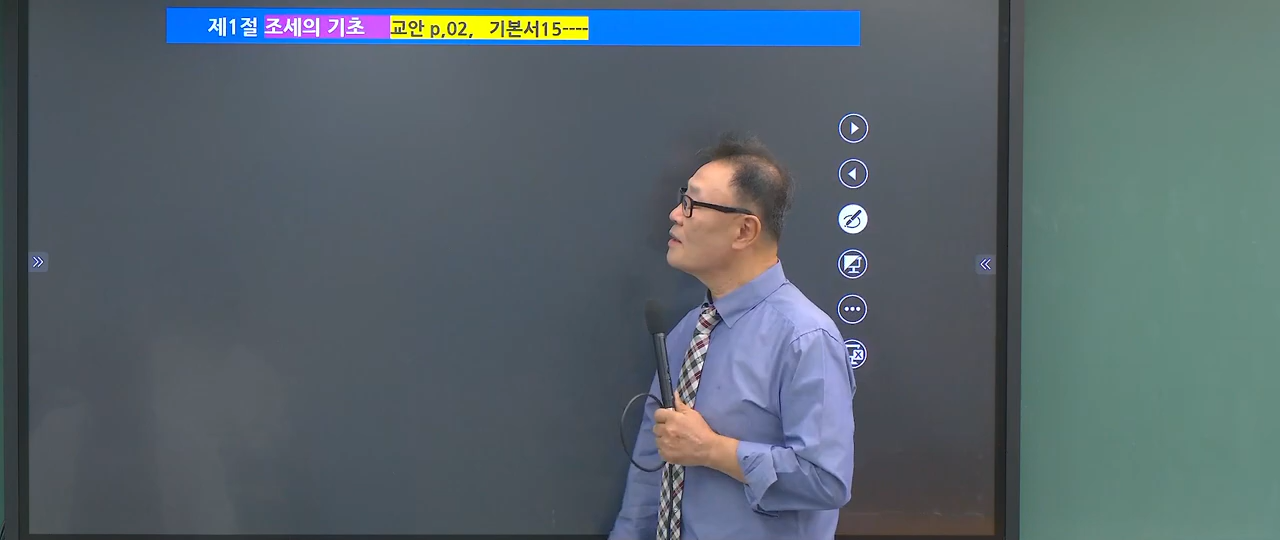 제1절 조세의 기초 교안 p,02, 기본서15----